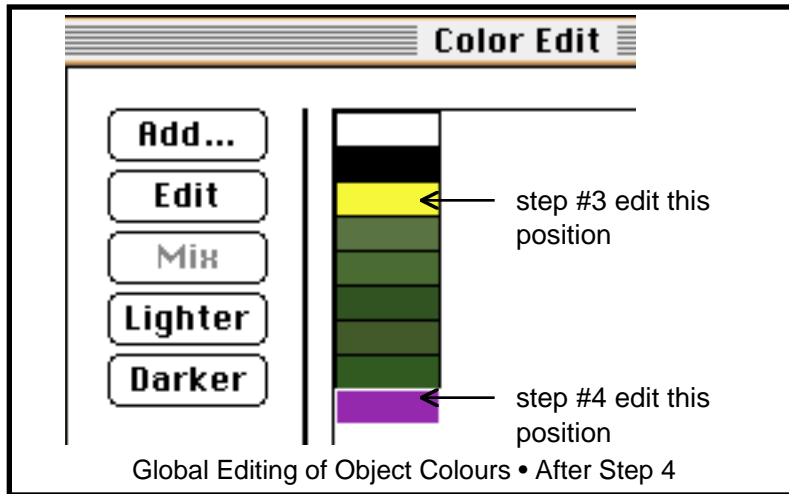 Color Edit
Add...
Edit
Mix
Lighter
Darker
step #3 edit this
position
step #4 edit this
position
Global Editing of Object Colours • After Step 4